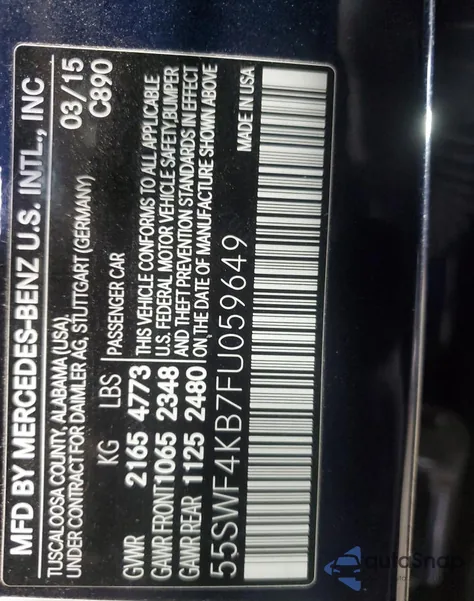 MFD BY MERCEDES-BENZ U.S. INTL., INC
TUSCALOOSA COUNTY, ALABAMA (USA),
UNDER CONTRACT FOR DAIMLER AG, STUTTGART (GERMANY)
03/15
C890
KG LBS
GVWR 2165 4773
GAWR FRONT 1065 2348
GAWR REAR 1125 2480
PASSENGER CAR
THIS VEHICLE CONFORMS TO ALL APPLICABLE
U.S. FEDERAL MOTOR VEHICLE SAFETY,BUMPER
AND THEFT PREVENTION STANDARDS IN EFFECT
ON THE DATE OF MANUFACTURE SHOWN ABOVE
55SWF4KB7FU059649
MADE IN USA